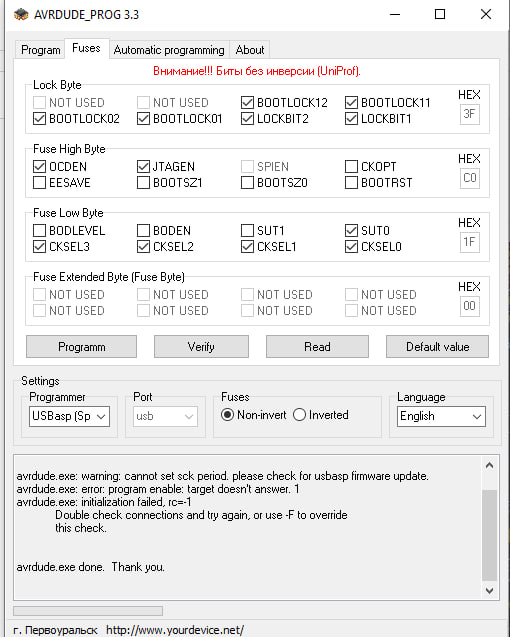 AVRDUDE_PROG 3.3
Program Fuses Automatic programming About
Внимание!!! Биты без инверсии (UniProf).
Lock Byte
HEX
NOT USED NOT USED BOOTLOCK12 BOOTLOCK11
3F
BOOTLOCK02 BOOTLOCK01 LOCKBIT2 LOCKBIT1
Fuse High Byte
HEX
OCDEN JTAGEN SPIEN CKOPT
C0
EESAVE BOOTSZ1 BOOTSZ0 BOOTRST
Fuse Low Byte
HEX
BODLEVEL BODEN SUT1 SUT0
1F
CKSEL3 CKSEL2 CKSEL1 CKSEL0
Fuse Extended Byte (Fuse Byte)
HEX
NOT USED NOT USED NOT USED NOT USED
00
NOT USED NOT USED NOT USED NOT USED
Programm Verify Read Default value
Settings
Programmer Port Fuses Language
USBasp (Sp usb Non-invert Inverted English
avrdude.exe: warning: cannot set sck period. please check for usbasp firmware update.
avrdude.exe: error: program enable: target doesn't answer. 1
avrdude.exe: initialization failed, rc=-1
Double check connections and try again, or use -F to override
this check.
avrdude.exe done. Thank you.
г. Первоуральск http://www.yourdevice.net/